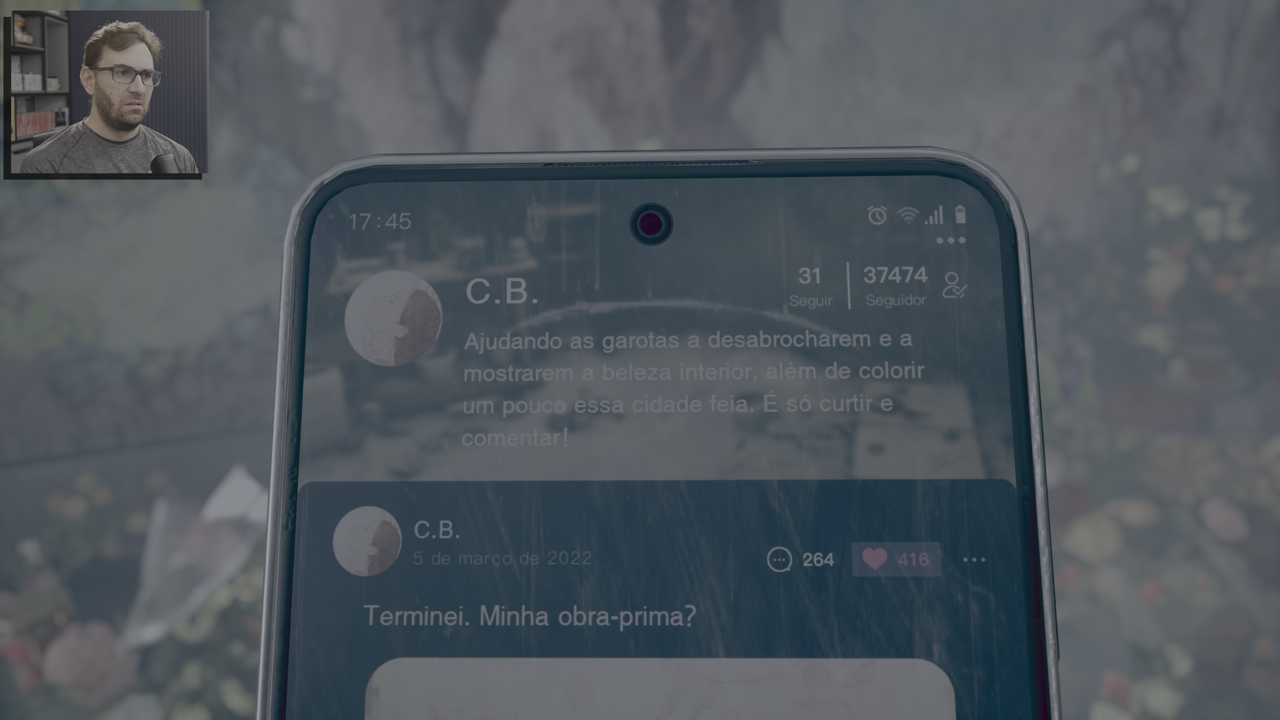 17:45
C.B.
31
Seguir
37474
Seguidor
Ajudando as garotas a desabrocharem e a
mostrarem a beleza interior, além de colorir
um pouco essa cidade feia. É só curtir e
comentar!
C.B.
5 de março de 2022
264
416
Terminei. Minha obra-prima?